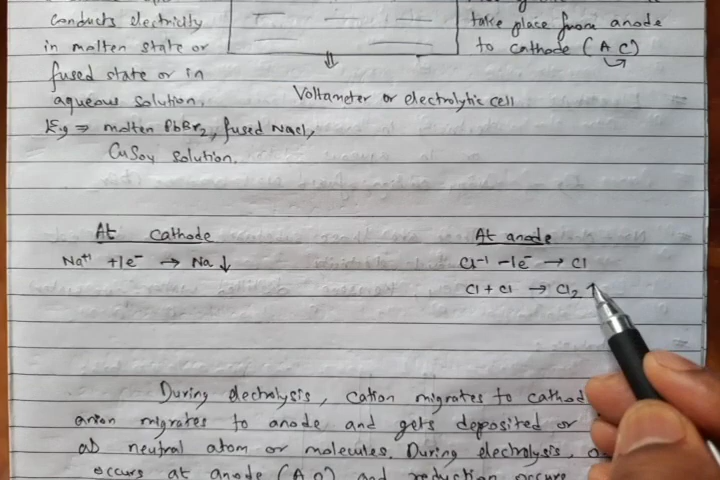 conducts electricity
in molten state or
fused state or in
aqueous solution.
E.g ⇒ molten PbBr2, fused NaCl,
CuSO4 solution.
take place from anode
to cathode (A C)
⇓
Voltameter or electrolytic cell
At cathode
Na+1 +1e- → Na ↓
At anode
Cl-1 -1e- → Cl
Cl + Cl → Cl2 ↑
During electrolysis, cation migrates to cathod
anion migrates to anode and gets deposited or
as neutral atom or molecules. During electrolysis,
occurs at anode (A O) and reduction occurs